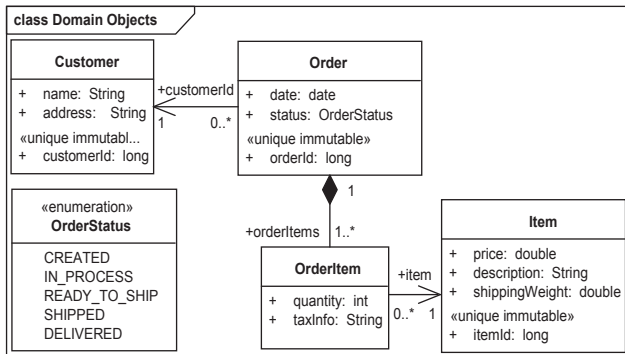 class Domain Objects
Customer
+ name: String
+ address: String
«unique immutabl...
+ customerId: long
+customerId
1
0..*
Order
+ date: date
+ status: OrderStatus
«unique immutable»
+ orderId: long
1
+orderItems
1..*
«enumeration»
OrderStatus
CREATED
IN_PROCESS
READY_TO_SHIP
SHIPPED
DELIVERED
OrderItem
+ quantity: int
+ taxInfo: String
+item
0..*
1
Item
+ price: double
+ description: String
+ shippingWeight: double
«unique immutable»
+ itemId: long